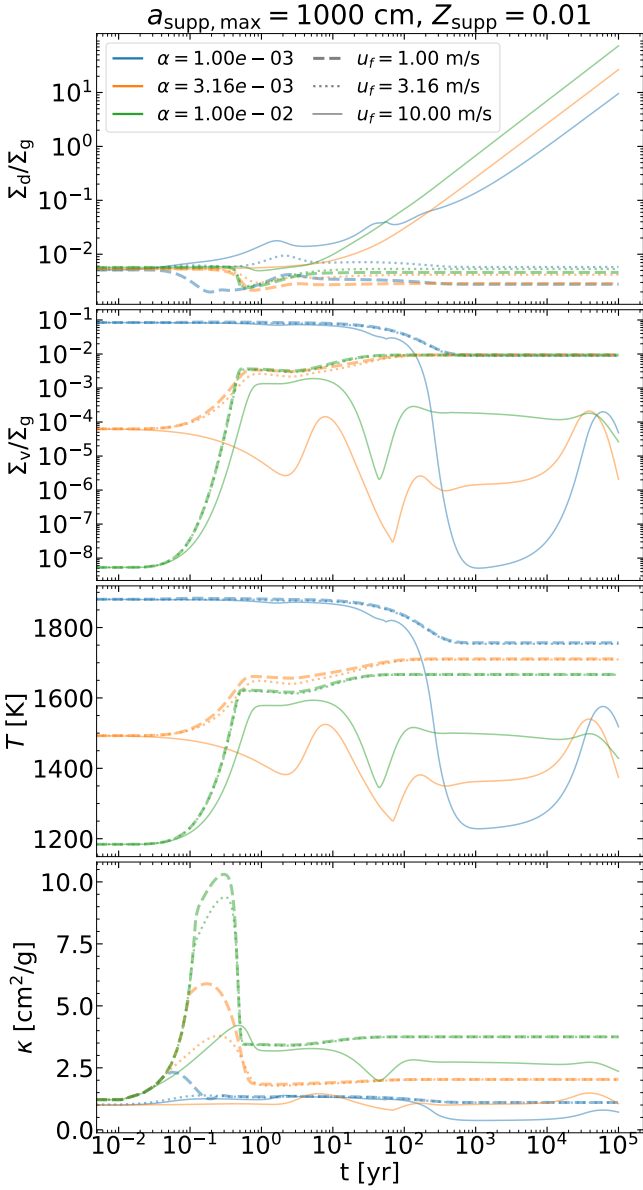 a_supp,max = 1000 cm, Z_supp = 0.01
α = 1.00e − 03
α = 3.16e − 03
α = 1.00e − 02
u_f = 1.00 m/s
u_f = 3.16 m/s
u_f = 10.00 m/s
Σ_d/Σ_g
10^1
10^0
10^−1
10^−2
Σ_v/Σ_g
10^−1
10^−2
10^−3
10^−4
10^−5
10^−6
10^−7
10^−8
T [K]
1800
1600
1400
1200
κ [cm^2/g]
10.0
7.5
5.0
2.5
0.0
10^−2 10^−1 10^0 10^1 10^2 10^3 10^4 10^5
t [yr]